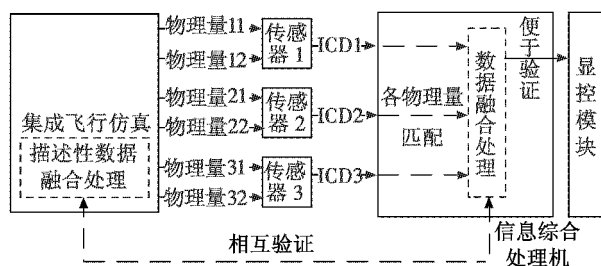 集成飞行仿真
描述性数据
融合处理
物理量11
物理量12
物理量21
物理量22
物理量31
物理量32
传感
器1
传感
器2
传感
器3
ICD1
ICD2
ICD3
各物理量
匹配
数据融合处理
便于验证
显控模块
信息综合
处理机
相互验证